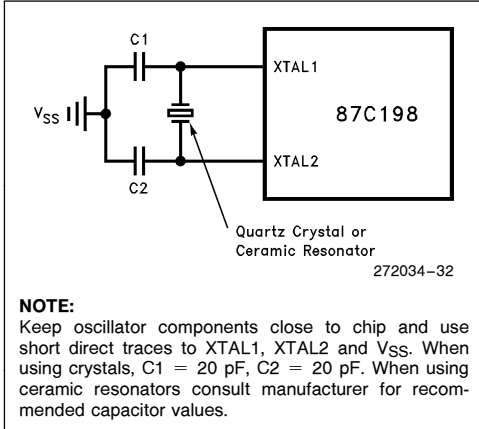 C1
XTAL1
VSS
87C198
XTAL2
C2
Quartz Crystal or
Ceramic Resonator
272034-32
NOTE:
Keep oscillator components close to chip and use
short direct traces to XTAL1, XTAL2 and VSS. When
using crystals, C1 = 20 pF, C2 = 20 pF. When using
ceramic resonators consult manufacturer for recom-
mended capacitor values.